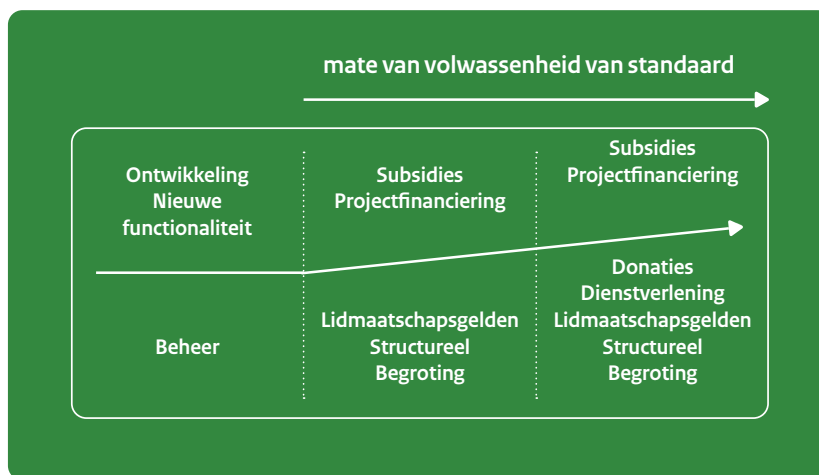 mate van volwassenheid van standaard
Ontwikkeling
Nieuwe
functionaliteit
Subsidies
Projectfinanciering
Subsidies
Projectfinanciering
Beheer
Lidmaatschapsgelden
Structureel
Begroting
Donaties
Dienstverlening
Lidmaatschapsgelden
Structureel
Begroting